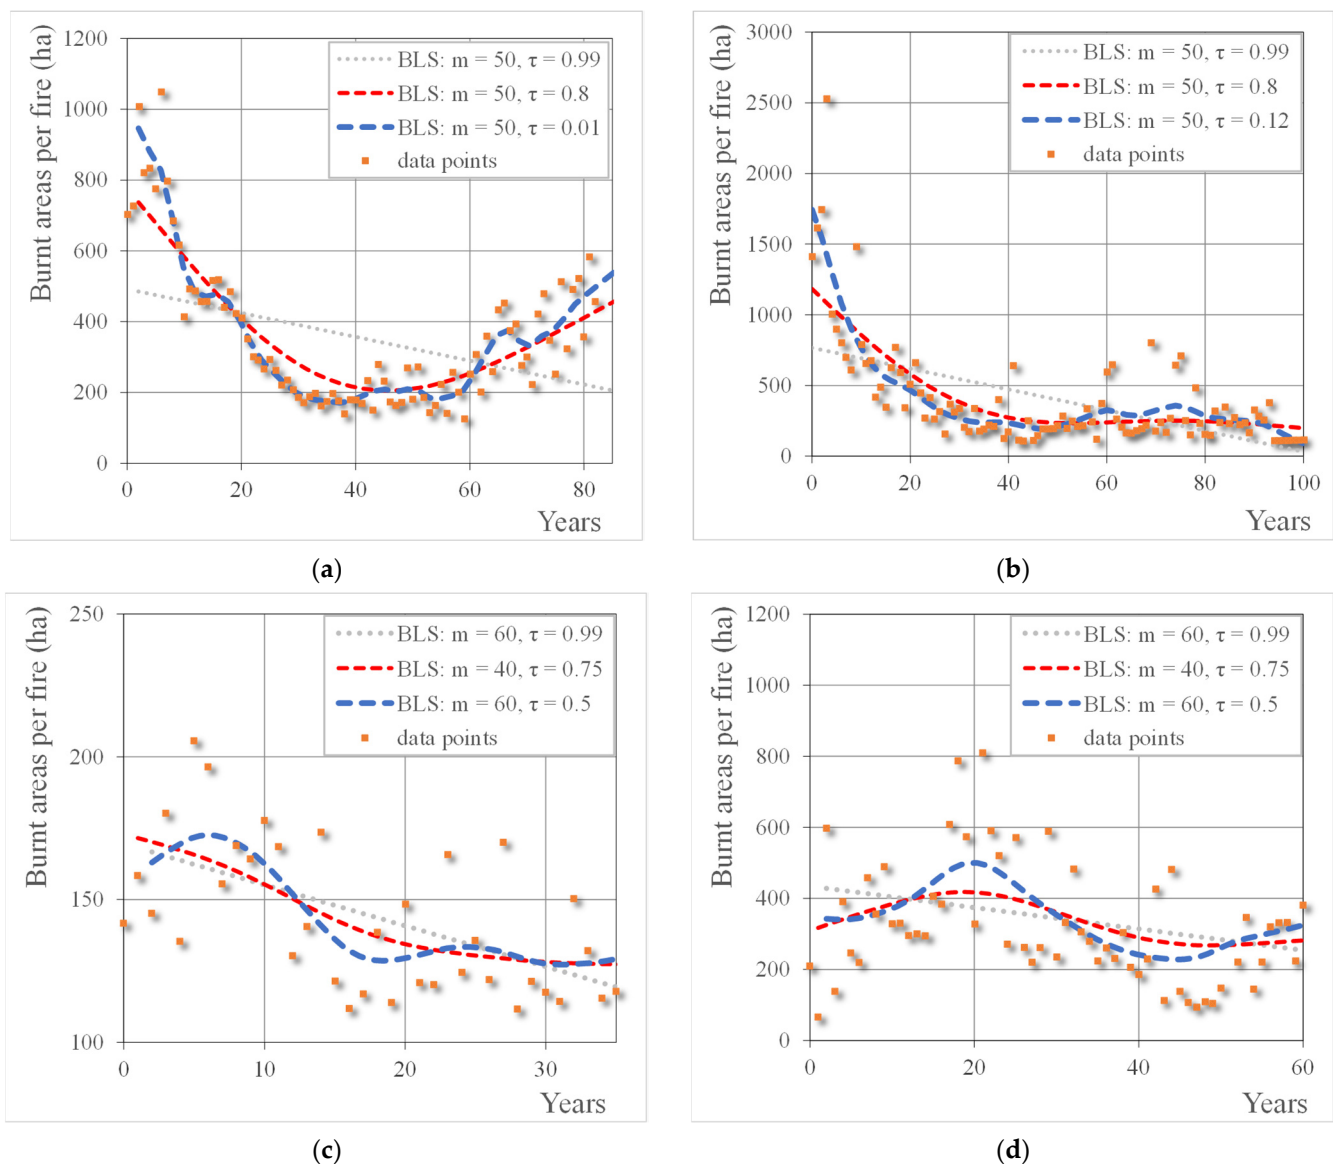 Burnt areas per fire (ha)
1200
1000
800
600
400
200
0
BLS: m = 50, τ = 0.99
BLS: m = 50, τ = 0.8
BLS: m = 50, τ = 0.01
data points
0 20 40 60 80
Years
(a)
Burnt areas per fire (ha)
3000
2500
2000
1500
1000
500
0
BLS: m = 50, τ = 0.99
BLS: m = 50, τ = 0.8
BLS: m = 50, τ = 0.12
data points
0 20 40 60 80 100
Years
(b)
Burnt areas per fire (ha)
250
200
150
100
BLS: m = 60, τ = 0.99
BLS: m = 40, τ = 0.75
BLS: m = 60, τ = 0.5
data points
0 10 20 30
Years
(c)
Burnt areas per fire (ha)
1200
1000
800
600
400
200
0
BLS: m = 60, τ = 0.99
BLS: m = 40, τ = 0.75
BLS: m = 60, τ = 0.5
data points
0 20 40 60
Years
(d)